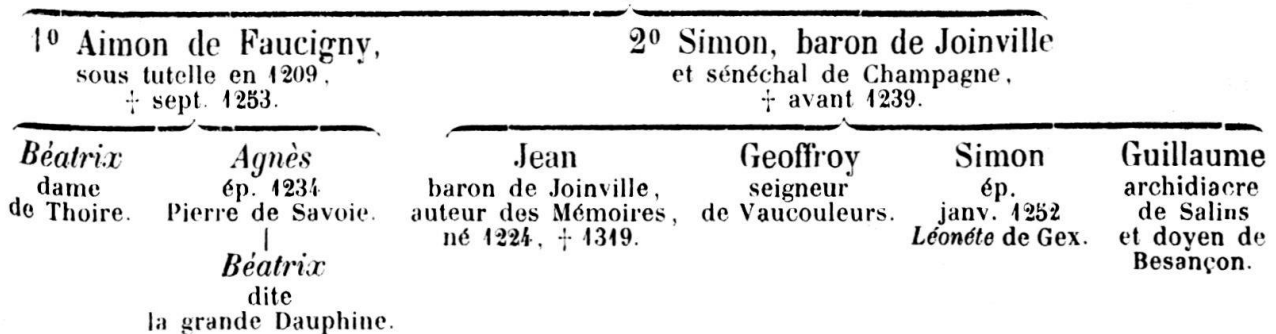 1º Aimon de Faucigny,
sous tutelle en 1209,
† sept. 1253.
2º Simon, baron de Joinville
et sénéchal de Champagne,
† avant 1239.
Béatrix
dame
de Thoire.
Agnès
ép. 1234
Pierre de Savoie.
Béatrix
dite
la grande Dauphine.
Jean
baron de Joinville,
auteur des Mémoires,
né 1224, † 1319.
Geoffroy
seigneur
de Vaucouleurs.
Simon
ép.
janv. 1252
Léonéte de Gex.
Guillaume
archidiacre
de Salins
et doyen de
Besançon.